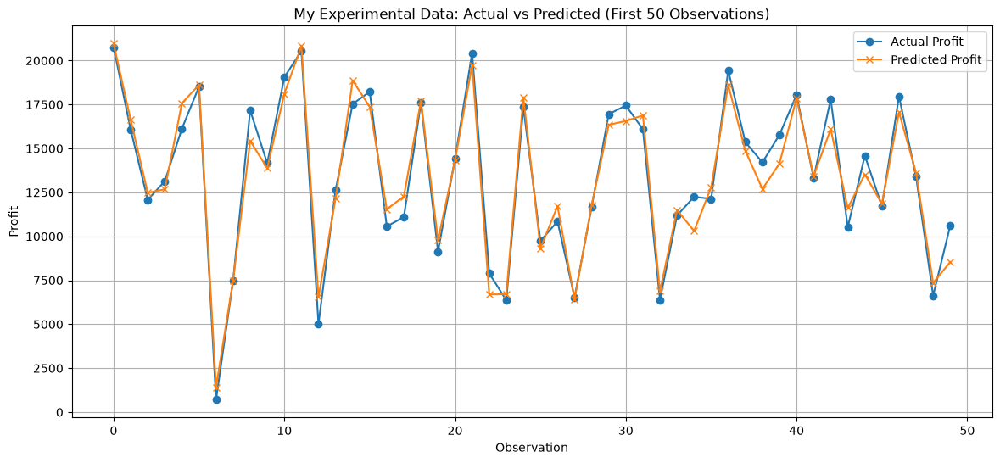 My Experimental Data: Actual vs Predicted (First 50 Observations)
Actual Profit
Predicted Profit
20000
17500
15000
12500
10000
7500
5000
2500
0
Profit
0 10 20 30 40 50
Observation